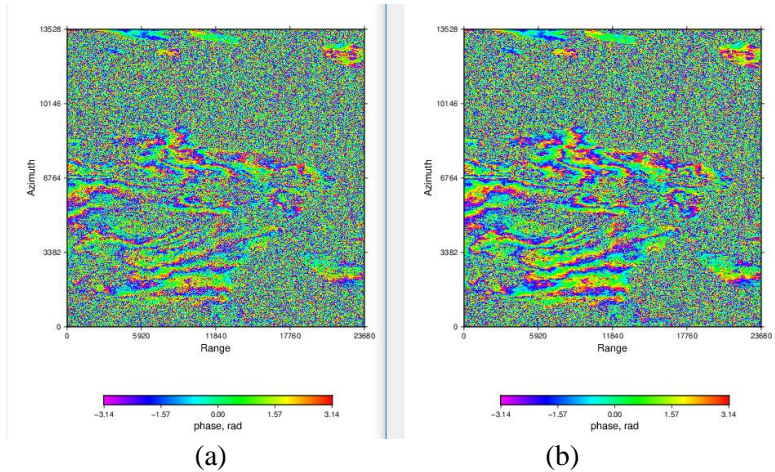 13528
10146
6764
3382
0
Azimuth
0 5920 11840 17760 23680
Range
−3.14 −1.57 0.00 1.57 3.14
phase, rad
(a)
13528
10146
6764
3382
0
Azimuth
0 5920 11840 17760 23680
Range
−3.14 −1.57 0.00 1.57 3.14
phase, rad
(b)